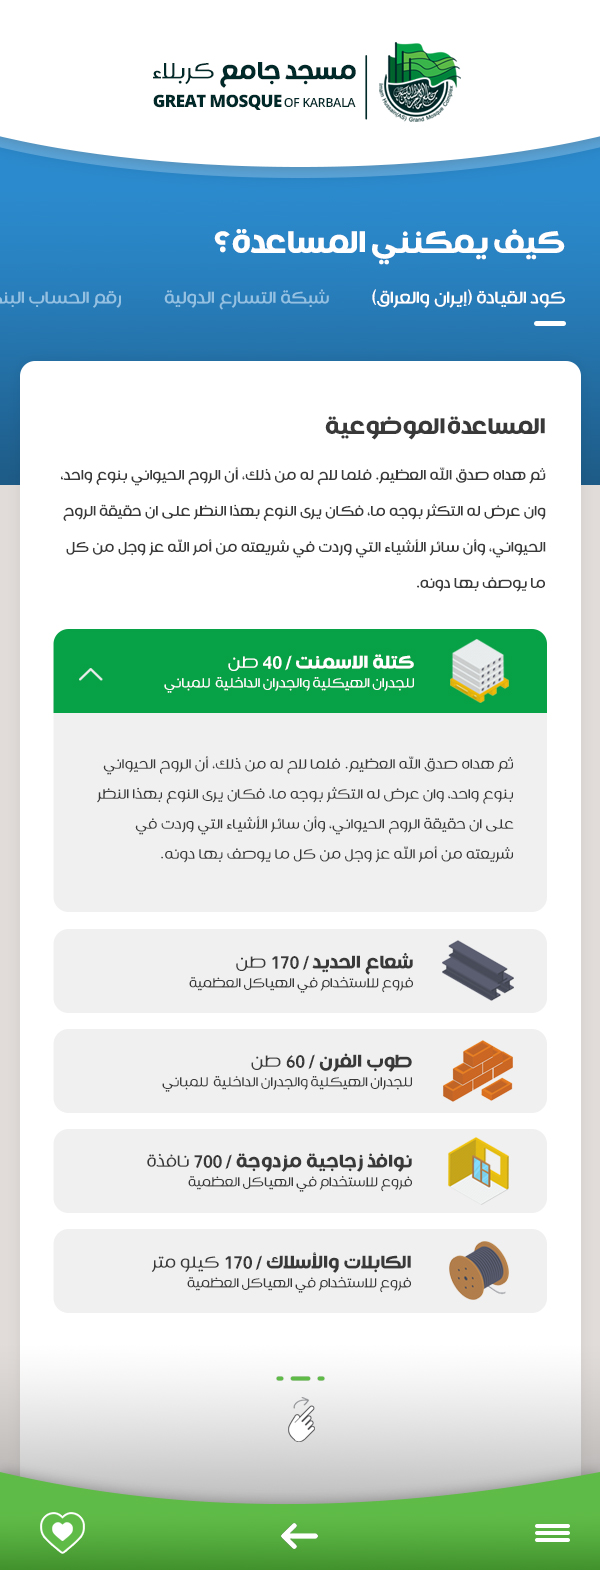 مسجد جامع كربلاء
GREAT MOSQUE OF KARBALA
Imam Hussain(AS) Grand Mosque Complex
كيف يمكنني المساعدة؟
كود القيادة (إيران والعراق) شبكة التسارع الدولية رقم الحساب البنك
المساعدة الموضوعية
ثم هداه صدق الله العظيم. فلما للح له من ذلك، أن الروح الحيواني بنوع واحد،
وان عرض له التكثر بوجه ما، فكان يرى النوع بهذا النظر على ان حقيقة الروح
الحيواني، وأن سائر الأشياء التي وردت في شريعته من أمر الله عز وجل من كل
ما يوصف بها دونه.
كتلة الاسمنت / 40 طن
للجدران الهيكلية والجدران الداخلية للمباني
ثم هداه صدق الله العظيم. فلما للح له من ذلك، أن الروح الحيواني
بنوع واحد، وان عرض له التكثر بوجه ما، فكان يرى النوع بهذا النظر
على ان حقيقة الروح الحيواني، وأن سائر الأشياء التي وردت في
شريعته من أمر الله عز وجل من كل ما يوصف بها دونه.
شعاع الحديد / 170 طن
فروع للاستخدام في الهياكل العظمية
طوب الفرن / 60 طن
للجدران الهيكلية والجدران الداخلية للمباني
نوافذ زجاجية مزدوجة / 700 نافذة
فروع للاستخدام في الهياكل العظمية
الكابلات والأسلاك / 170 كيلو متر
فروع للاستخدام في الهياكل العظمية